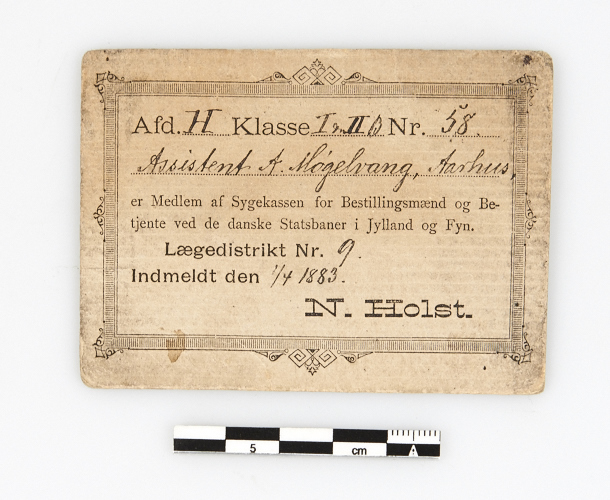 Afd. H Klasse I & II b Nr. 58.
Assistent A. Møgelvang, Aarhus,
er Medlem af Sygekassen for Bestillingsmænd og Be-
tjente ved de danske Statsbaner i Jylland og Fyn.
Lægedistrikt Nr. 9.
Indmeldt den 1/4 1883.
N. Holst.
5 cm
A